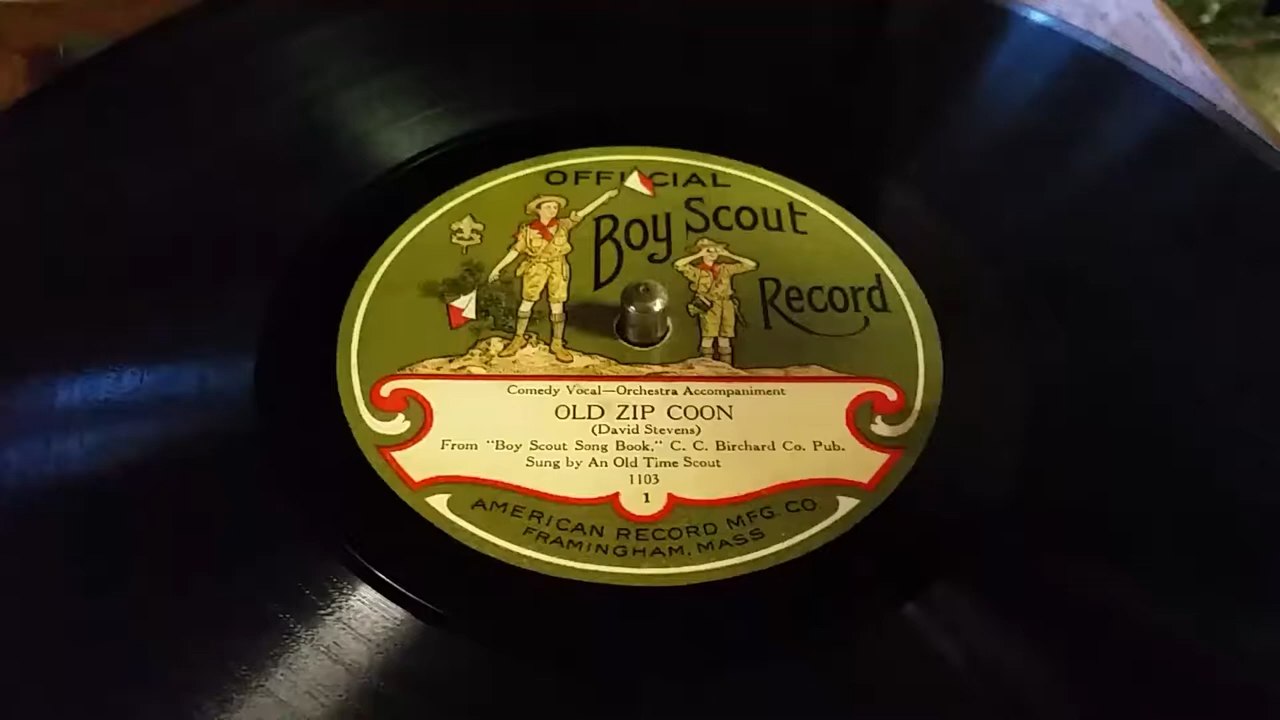 OFFICIAL
Boy Scout
Record
Comedy Vocal—Orchestra Accompaniment
OLD ZIP COON
(David Stevens)
From "Boy Scout Song Book," C. C. Birchard Co. Pub.
Sung by An Old Time Scout
1103
1
AMERICAN RECORD MFG. CO
FRAMINGHAM, MASS